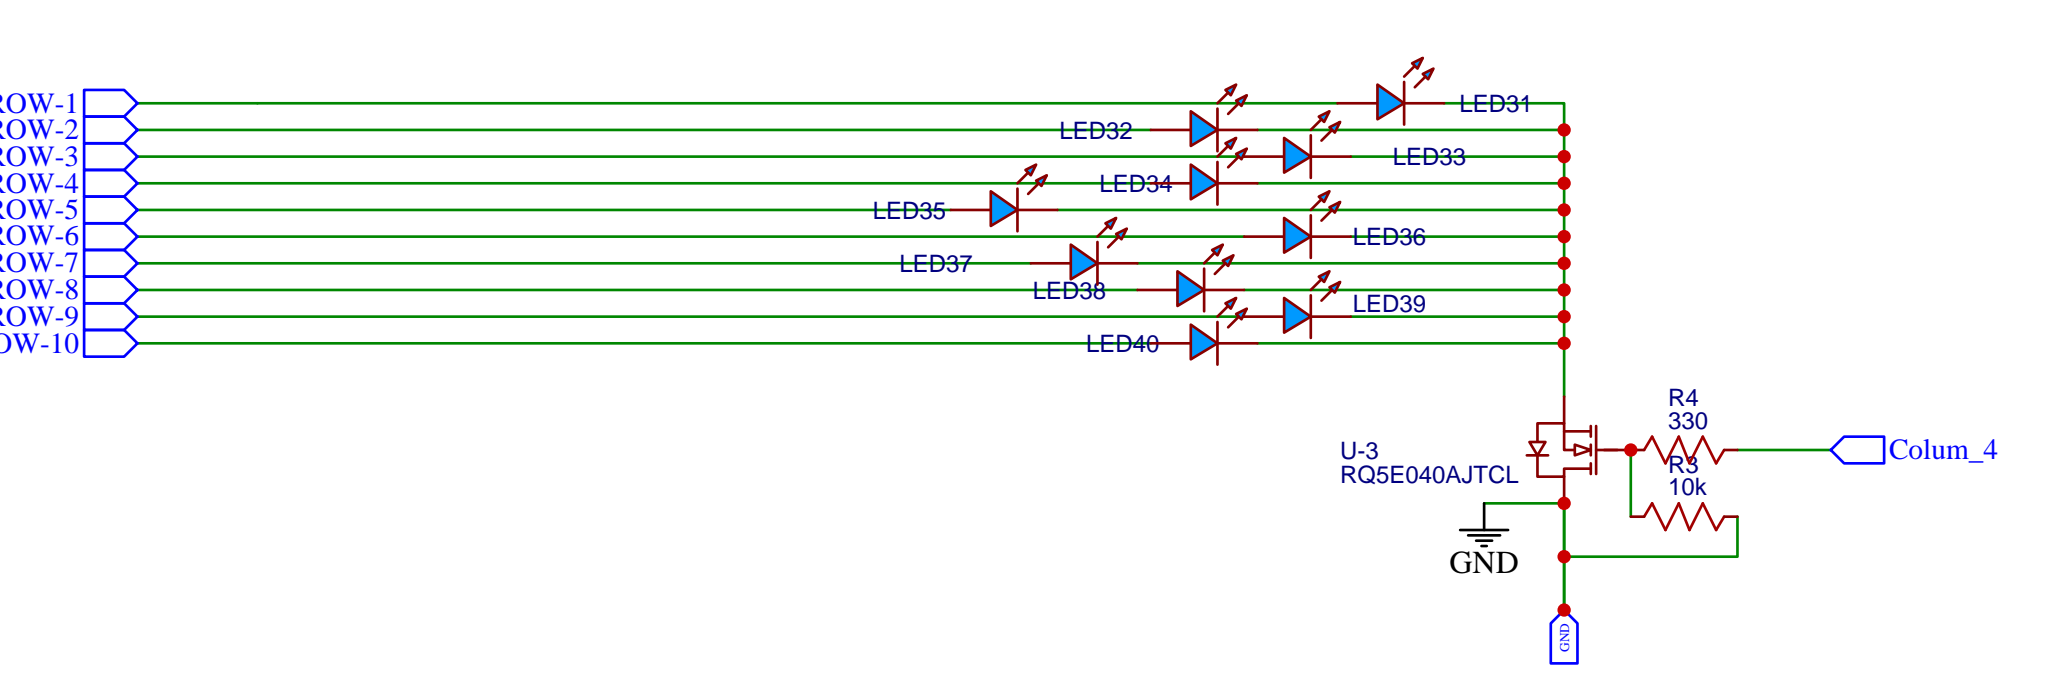 ROW-1
ROW-2
ROW-3
ROW-4
ROW-5
ROW-6
ROW-7
ROW-8
ROW-9
OW-10
LED31
LED32
LED33
LED34
LED35
LED36
LED37
LED38
LED39
LED40
R4
330
U-3
RQ5E040AJTCL
R3
10k
Colum_4
GND
GND